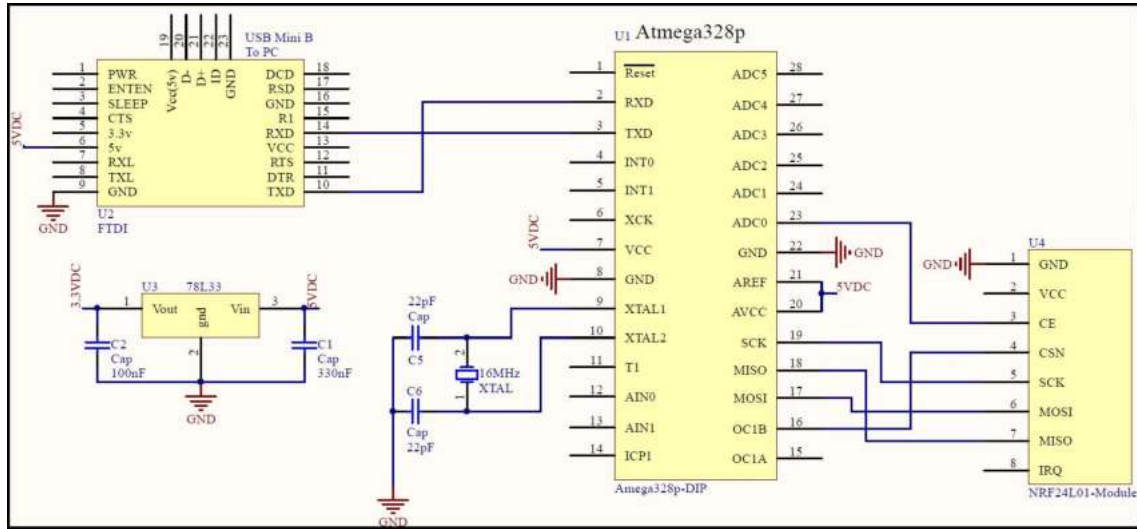 USB Mini B
To PC
19
20
21
22
23
Vcc(5v)
D-
D+
ID
GND
1 PWR DCD 18
2 ENTEN RSD 17
3 SLEEP GND 16
4 CTS R1 15
5 3.3v RXD 14
6 5v VCC 13
7 RXL RTS 12
8 TXL DTR 11
9 GND TXD 10
5VDC
GND
U2
FTDI
3.3VDC
U3 78L33
5VDC
1 Vout gnd Vin 3
2
C2
Cap
100nF
C1
Cap
330nF
GND
22pF
Cap
C5
2
16MHz
XTAL
1
C6
Cap
22pF
GND
U1 Atmega328p
1 Reset ADC5 28
2 RXD ADC4 27
3 TXD ADC3 26
4 INT0 ADC2 25
5 INT1 ADC1 24
6 XCK ADC0 23
5VDC 7 VCC GND 22 GND
GND 8 GND AREF 21
5VDC
9 XTAL1 AVCC 20
10 XTAL2 SCK 19
11 T1 MISO 18
12 AIN0 MOSI 17
13 AIN1 OC1B 16
14 ICP1 OC1A 15
Amega328p-DIP
U4
GND 1 GND
2 VCC
3 CE
4 CSN
5 SCK
6 MOSI
7 MISO
8 IRQ
NRF24L01-Module